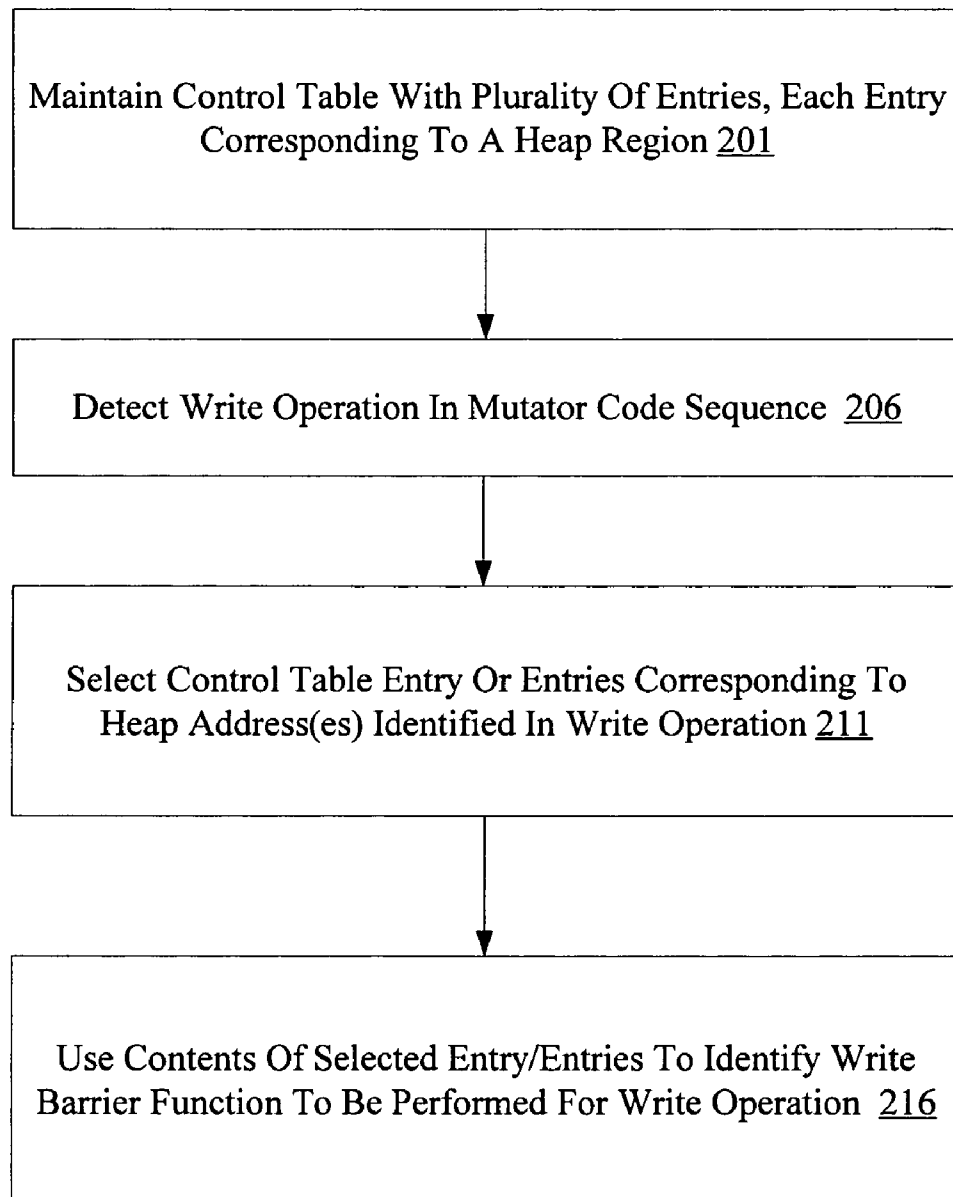 Maintain Control Table With Plurality Of Entries, Each Entry
Corresponding To A Heap Region 201
Detect Write Operation In Mutator Code Sequence 206
Select Control Table Entry Or Entries Corresponding To
Heap Address(es) Identified In Write Operation 211
Use Contents Of Selected Entry/Entries To Identify Write
Barrier Function To Be Performed For Write Operation 216